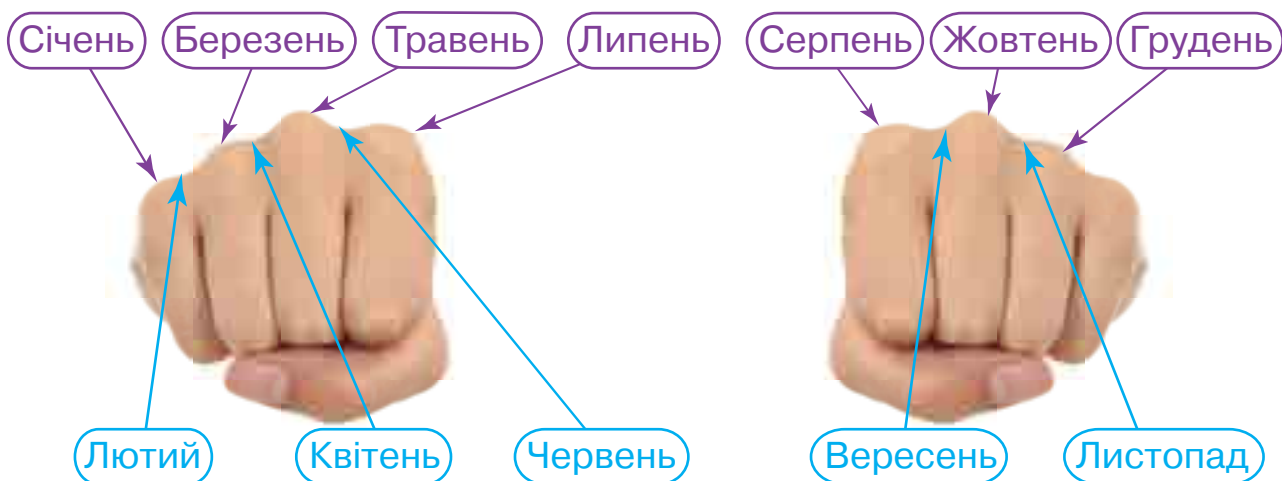 Січень Березень Травень Липень Серпень Жовтень Грудень
Лютий Квітень Червень Вересень Листопад